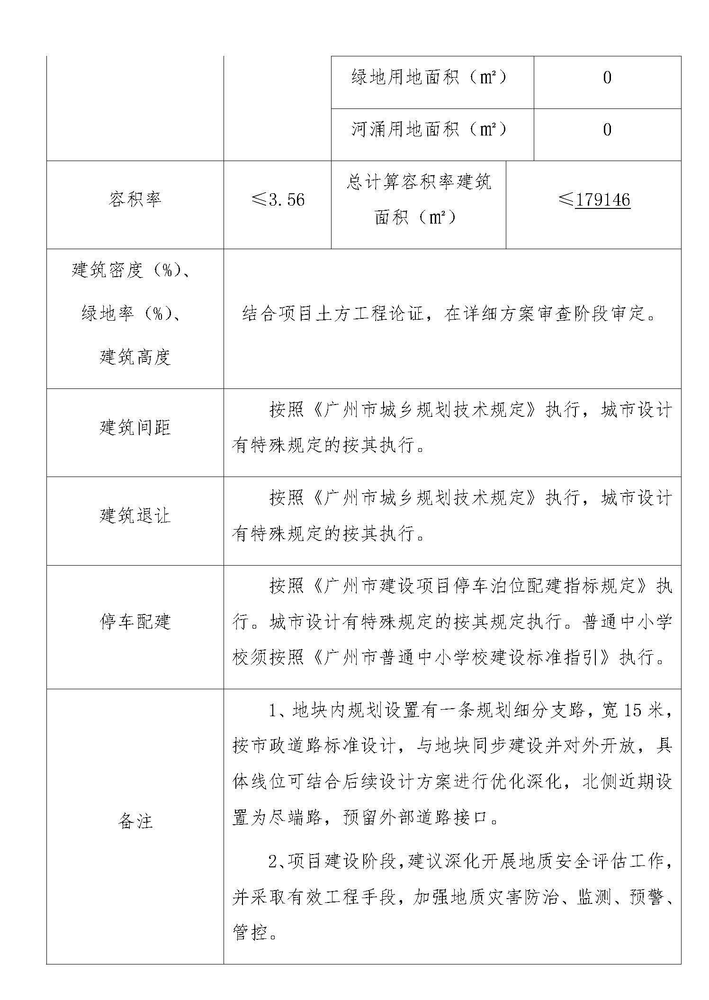 绿地用地面积（㎡） 0
河涌用地面积（㎡） 0
容积率 ≤3.56 总计算容积率建筑面积（㎡） ≤179146
建筑密度（%）、
绿地率（%）、
建筑高度
结合项目土方工程论证，在详细方案审查阶段审定。
建筑间距
按照《广州市城乡规划技术规定》执行，城市设计
有特殊规定的按其执行。
建筑退让
按照《广州市城乡规划技术规定》执行，城市设计
有特殊规定的按其执行。
停车配建
按照《广州市建设项目停车泊位配建指标规定》执
行。城市设计有特殊规定的按其规定执行。普通中小学
校须按照《广州市普通中小学校建设标准指引》执行。
备注
1、地块内规划设置有一条规划细分支路，宽15米，
按市政道路标准设计，与地块同步建设并对外开放，具
体线位可结合后续设计方案进行优化深化，北侧近期设
置为尽端路，预留外部道路接口。
2、项目建设阶段，建议深化开展地质安全评估工作，
并采取有效工程手段，加强地质灾害防治、监测、预警、
管控。